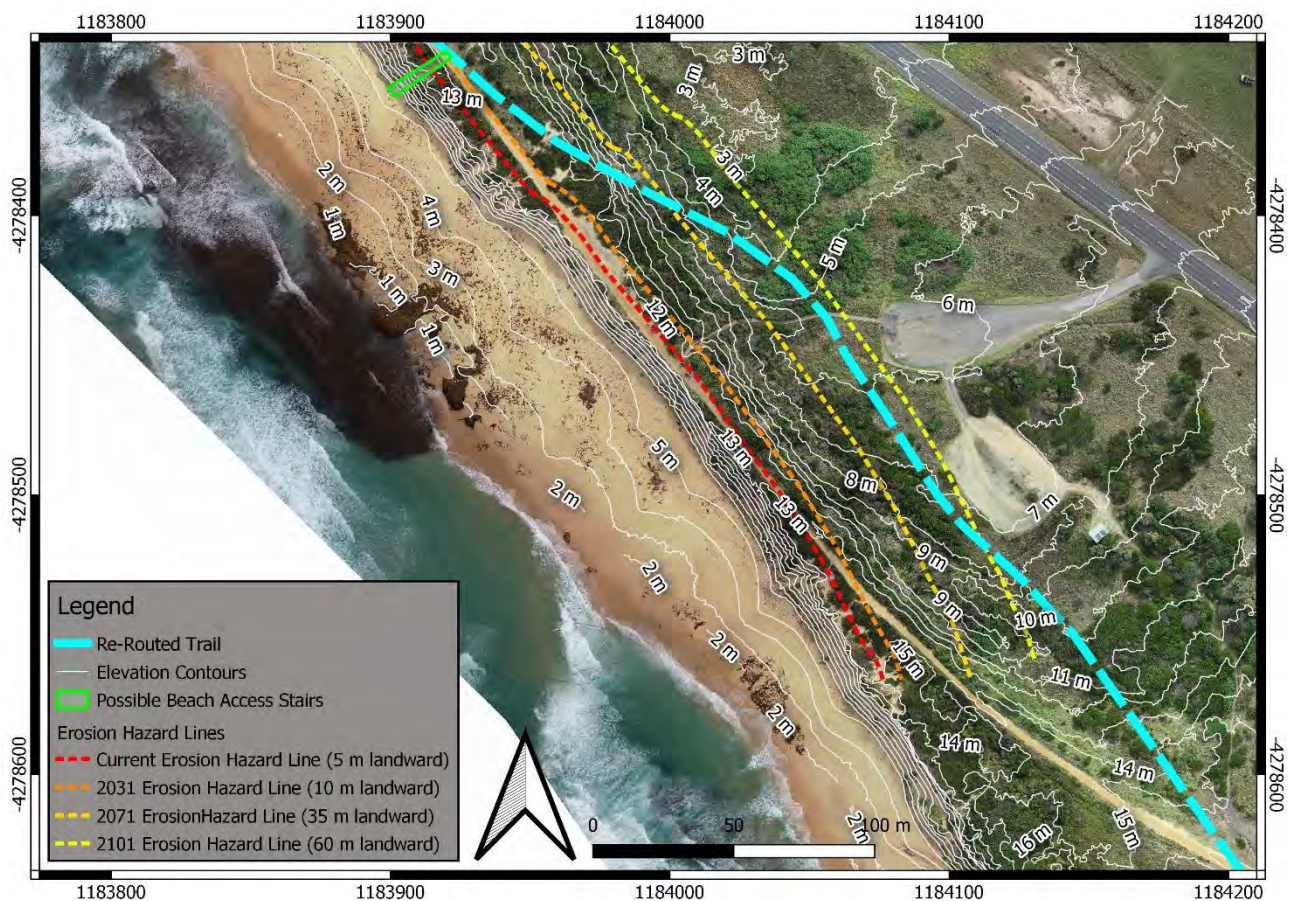 1183800
1183900
1184000
1184100
1184200
3 m
3 m
13 m
3 m
2 m
4 m
4 m
-4278400
-4278400
1 m
5 m
3 m
1 m
6 m
12 m
1 m
13 m
5 m
8 m
-4278500
-4278500
2 m
13 m
7 m
9 m
2 m
9 m
10 m
2 m
15 m
11 m
2 m
14 m
14 m
-4278600
-4278600
2 m
15 m
16 m
Legend
Re-Routed Trail
Elevation Contours
Possible Beach Access Stairs
Erosion Hazard Lines
Current Erosion Hazard Line (5 m landward)
2031 Erosion Hazard Line (10 m landward)
2071 ErosionHazard Line (35 m landward)
2101 Erosion Hazard Line (60 m landward)
0 50 100 m
1183800
1183900
1184000
1184100
1184200